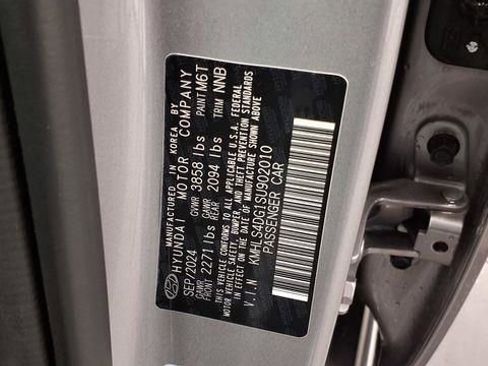 MANUFACTURED IN KOREA BY
HYUNDAI MOTOR COMPANY
SEP/2024 GVWR 3858 lbs PAINT M6T
GAWR FRONT 2271 lbs GAWR REAR 2094 lbs TRIM NNB
THIS VEHICLE CONFORMS TO ALL APPLICABLE U.S.A. FEDERAL
MOTOR VEHICLE SAFETY, BUMPER, AND THEFT PREVENTION STANDARDS
IN EFFECT ON THE DATE OF MANUFACTURE SHOWN ABOVE
V.I.N KMHLS4DG1SU902010
PASSENGER CAR